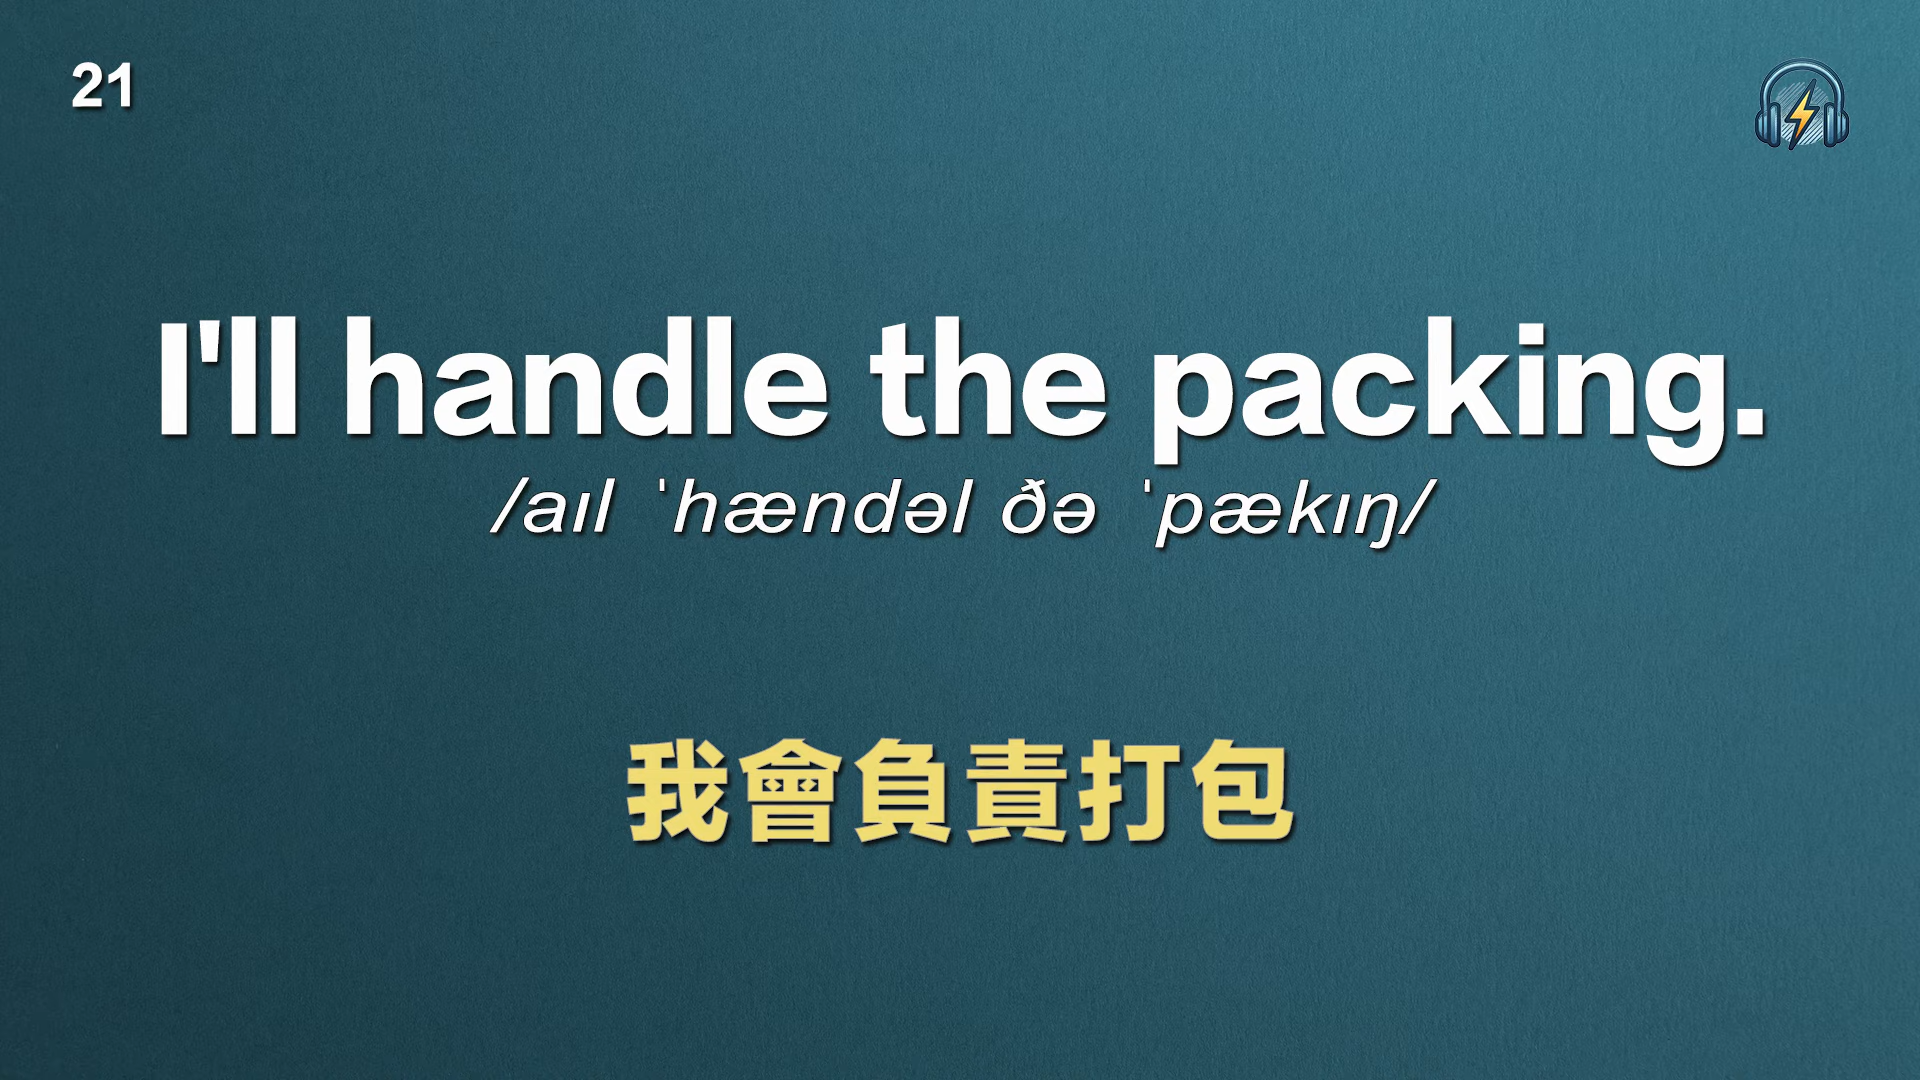 21
I'll handle the packing.
/aɪl ˈhændəl ðə ˈpækɪŋ/
我會負責打包